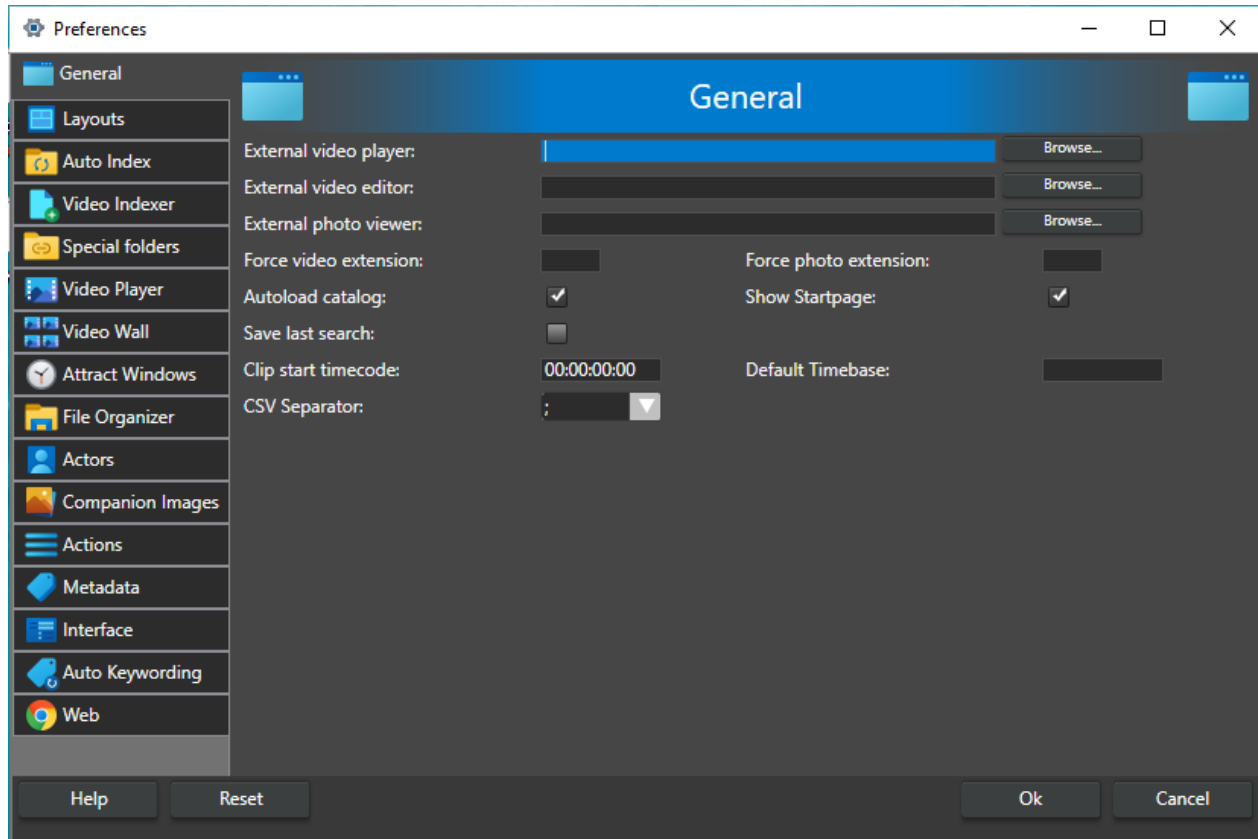 Preferences
General
Layouts
Auto Index
Video Indexer
Special folders
Video Player
Video Wall
Attract Windows
File Organizer
Actors
Companion Images
Actions
Metadata
Interface
Auto Keywording
Web
General
External video player: Browse...
External video editor: Browse...
External photo viewer: Browse...
Force video extension: Force photo extension:
Autoload catalog: Show Startpage:
Save last search:
Clip start timecode: 00:00:00:00 Default Timebase:
CSV Separator: ;
Help Reset Ok Cancel